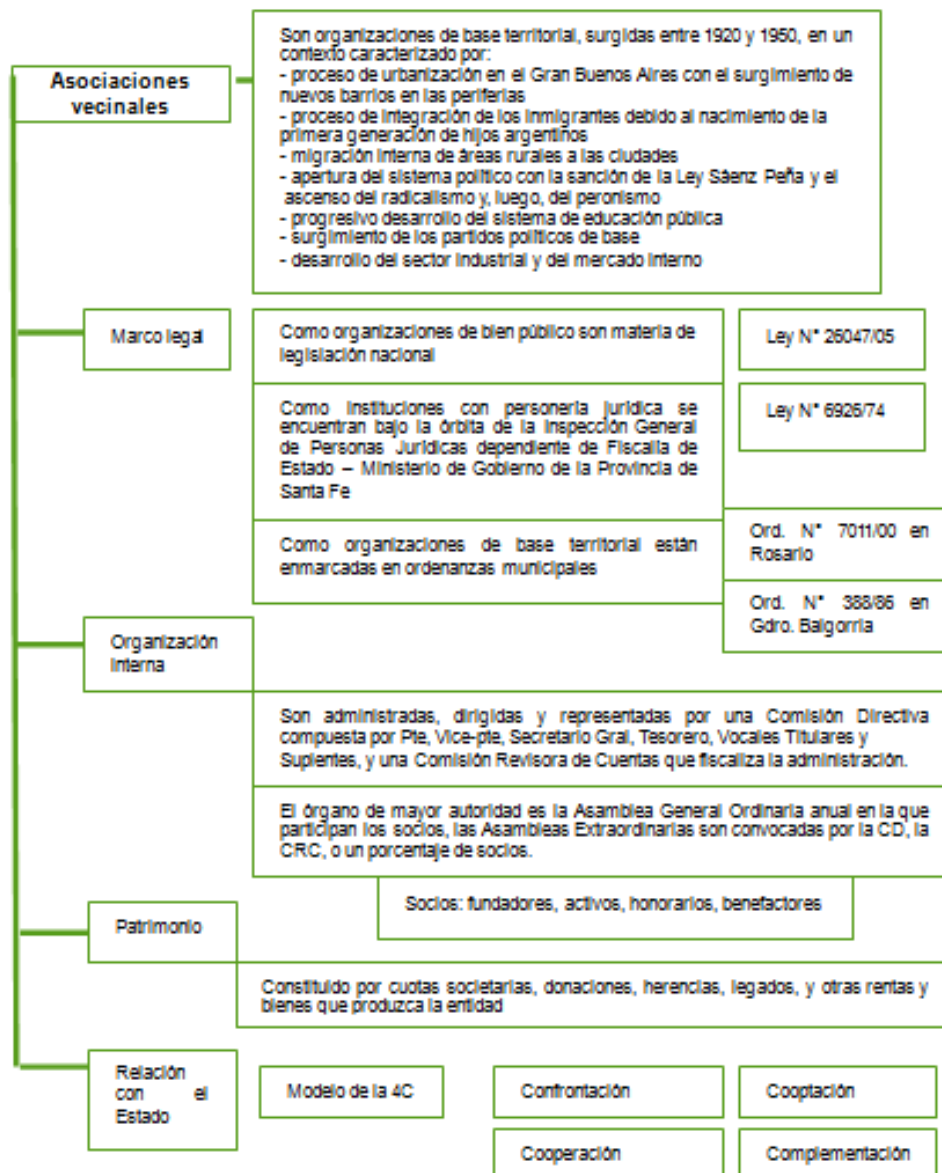 Asociaciones
vecinales
Son organizaciones de base territorial, surgidas entre 1920 y 1950, en un
contexto caracterizado por:
- proceso de urbanización en el Gran Buenos Aires con el surgimiento de
nuevos barrios en las periferias
- proceso de integración de los inmigrantes debido al nacimiento de la
primera generación de hijos argentinos
- migración interna de áreas rurales a las ciudades
- apertura del sistema político con la sanción de la Ley Sáenz Peña y el
ascenso del radicalismo y, luego, del peronismo
- progresivo desarrollo del sistema de educación pública
- surgimiento de los partidos políticos de base
- desarrollo del sector industrial y del mercado interno
Marco legal
Como organizaciones de bien público son materia de
legislación nacional
Ley N° 26047/05
Como instituciones con personería jurídica se
encuentran bajo la órbita de la Inspección General
de Personas Jurídicas dependiente de Fiscalía de
Estado – Ministerio de Gobierno de la Provincia de
Santa Fe
Ley N° 6926/74
Como organizaciones de base territorial están
enmarcadas en ordenanzas municipales
Ord. N° 7011/00 en
Rosario
Ord. N° 388/86 en
Gdro. Baigorria
Organización
interna
Son administradas, dirigidas y representadas por una Comisión Directiva
compuesta por Pte, Vice-pte, Secretario Gral, Tesorero, Vocales Titulares y
Suplentes, y una Comisión Revisora de Cuentas que fiscaliza la administración.
El órgano de mayor autoridad es la Asamblea General Ordinaria anual en la que
participan los socios, las Asambleas Extraordinarias son convocadas por la CD, la
CRC, o un porcentaje de socios.
Socios: fundadores, activos, honorarios, benefactores
Patrimonio
Constituido por cuotas societarias, donaciones, herencias, legados, y otras rentas y
bienes que produzca la entidad
Relación
con el
Estado
Modelo de la 4C
Confrontación
Cooptación
Cooperación
Complementación